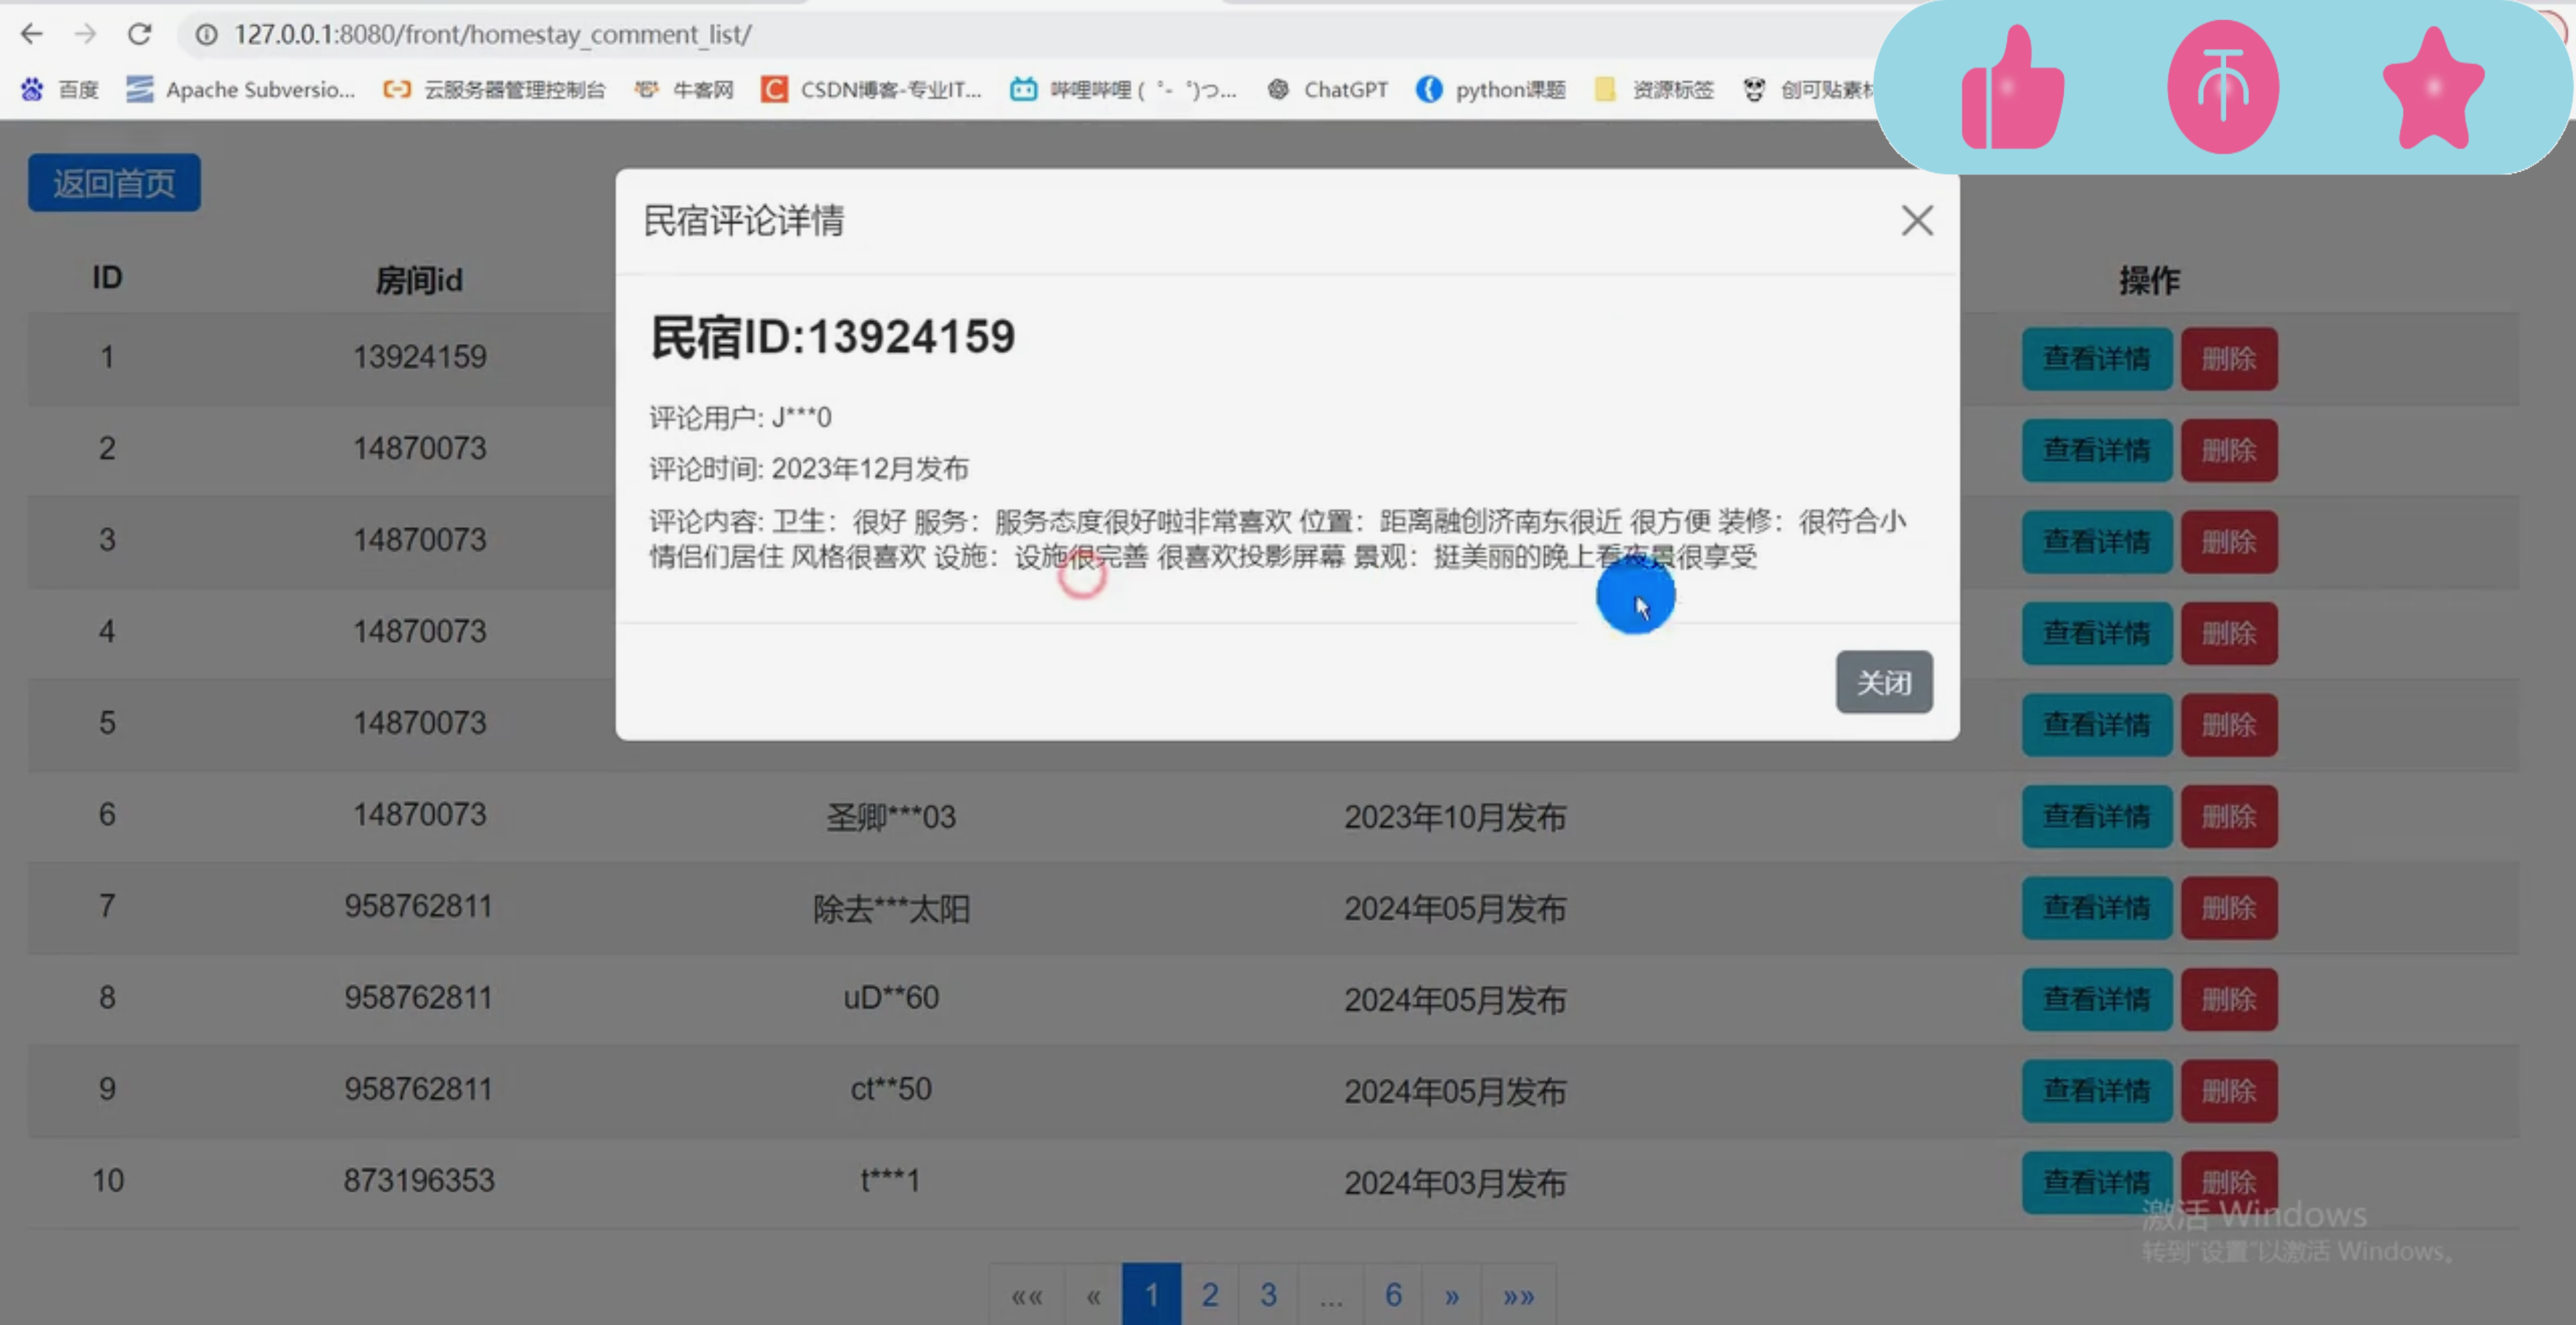 127.0.0.1:8080/front/homestay_comment_list/
百度 Apache Subversio... 云服务器管理控制台 牛客网 CSDN博客-专业IT... 哔哩哔哩 ( ゜- ゜)つ... ChatGPT python课题 资源标签 创可贴素材
返回首页
民宿评论详情
ID 房间id 操作
民宿ID:13924159
评论用户: J***0
评论时间: 2023年12月发布
评论内容: 卫生：很好 服务：服务态度很好啦非常喜欢 位置：距离融创济南东很近 很方便 装修：很符合小
情侣们居住 风格很喜欢 设施：设施很完善 很喜欢投影屏幕 景观：挺美丽的晚上看夜景很享受
关闭
1 13924159 查看详情 删除
2 14870073 查看详情 删除
3 14870073 查看详情 删除
4 14870073 查看详情 删除
5 14870073 查看详情 删除
6 14870073 圣卿***03 2023年10月发布 查看详情 删除
7 958762811 除去***太阳 2024年05月发布 查看详情 删除
8 958762811 uD**60 2024年05月发布 查看详情 删除
9 958762811 ct**50 2024年05月发布 查看详情 删除
10 873196353 t***1 2024年03月发布 查看详情 删除
激活 Windows
转到"设置"以激活 Windows。
«« « 1 2 3 ... 6 » »»